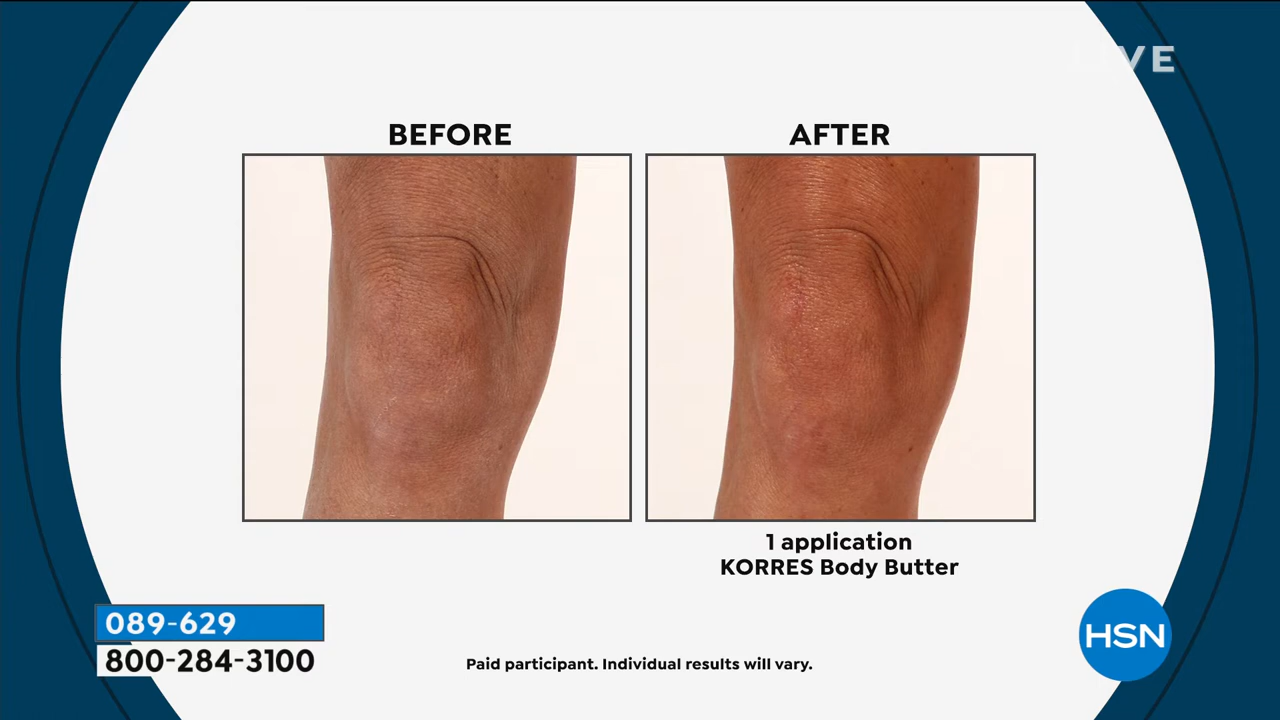 LIVE
BEFORE
AFTER
1 application
KORRES Body Butter
089-629
800-284-3100
Paid participant. Individual results will vary.
HSN